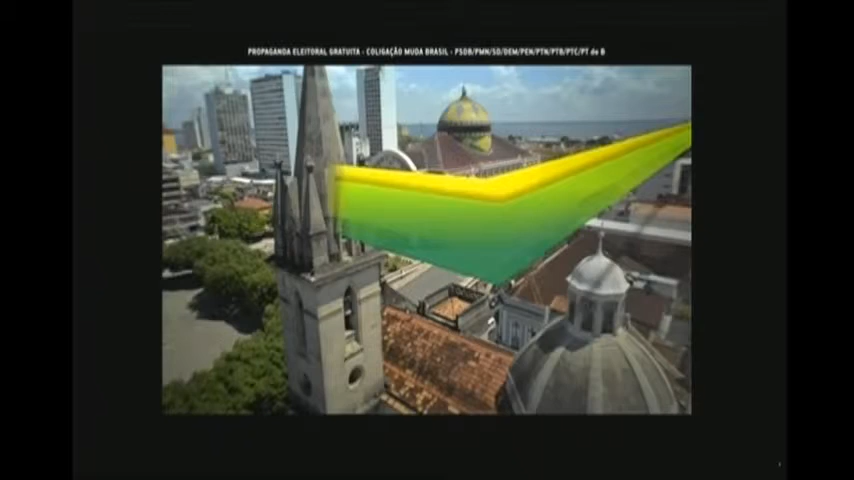 PROPAGANDA ELEITORAL GRATUITA - COLIGAÇÃO MUDA BRASIL - PSDB/PMN/SD/DEM/PEN/PTN/PTB/PTC/PT do B